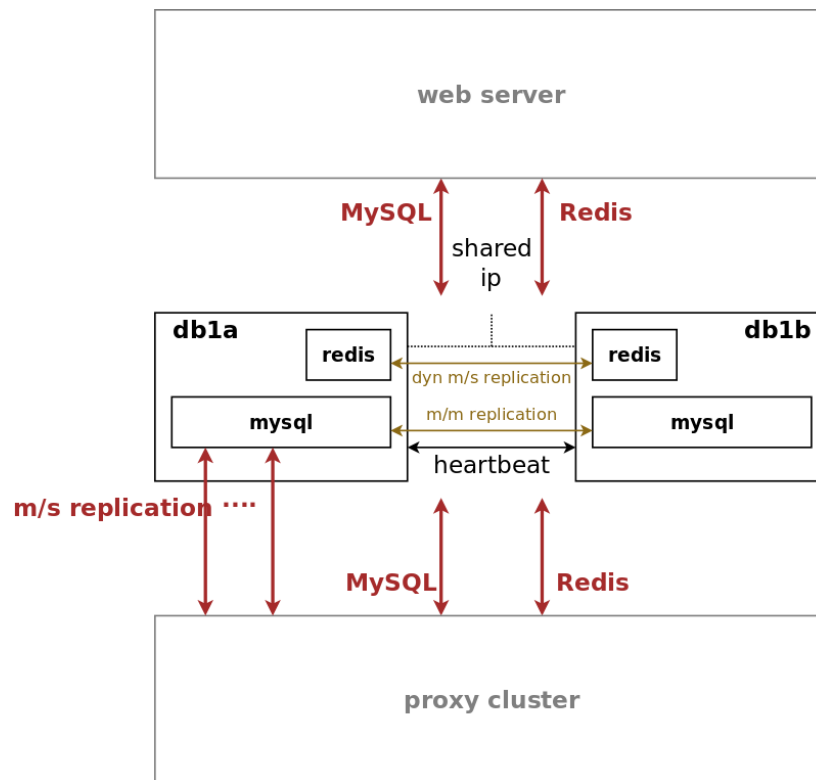 web server
MySQL
Redis
shared
ip
db1a
db1b
redis
redis
dyn m/s replication
m/m replication
mysql
mysql
heartbeat
m/s replication ....
MySQL
Redis
proxy cluster